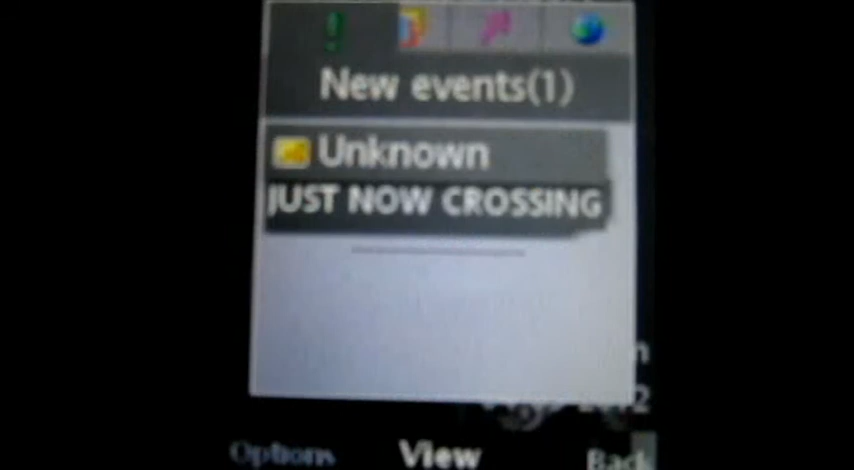 New events(1)
Unknown
JUST NOW CROSSING
Options
View
Back